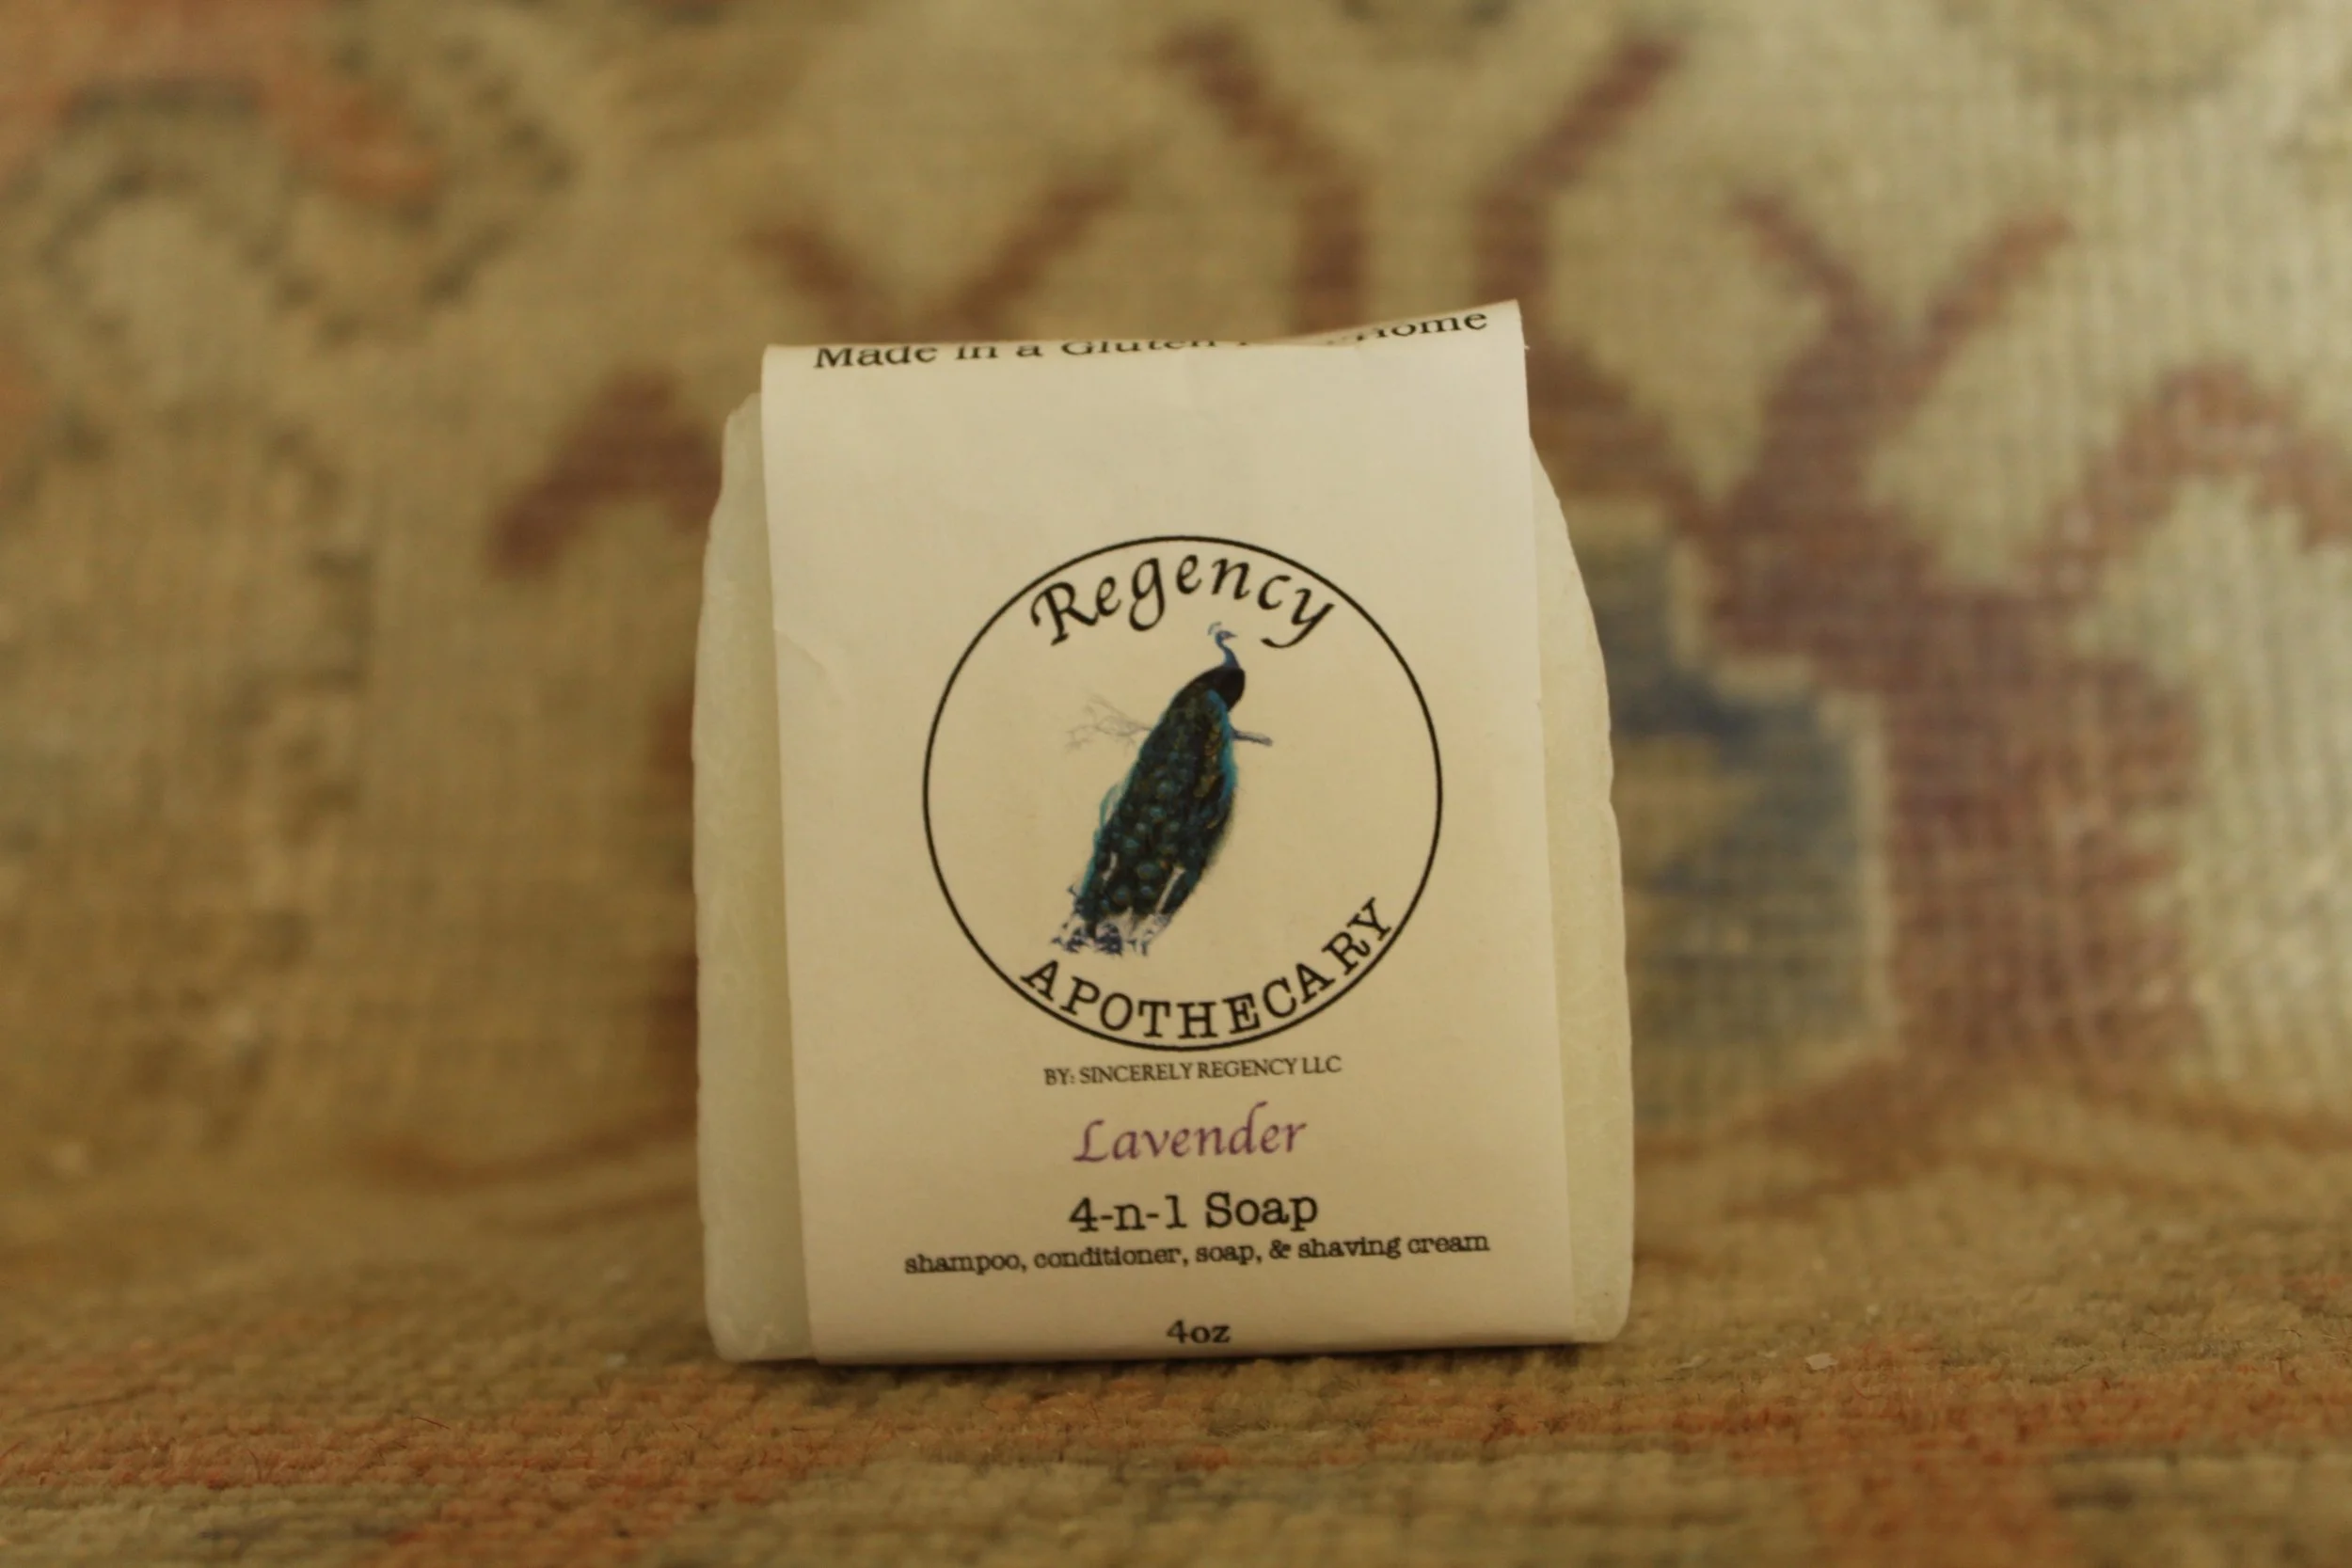 Made in a Gluten Home
Regency
APOTHECARY
BY: SINCERELY REGENCY LLC
Lavender
4-n-1 Soap
shampoo, conditioner, soap, & shaving cream
4oz